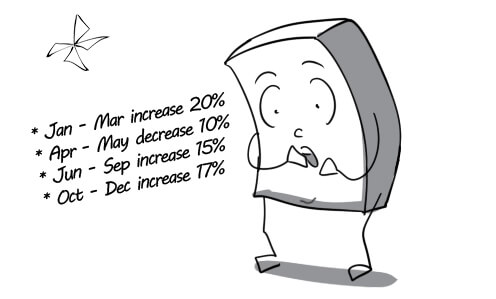 * Jan - Mar increase 20%
* Apr - May decrease 10%
* Jun - Sep increase 15%
* Oct - Dec increase 17%